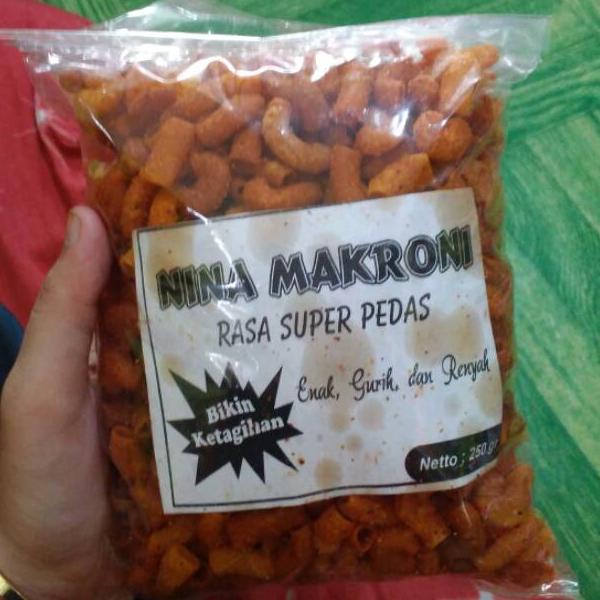 NINA MAKRONI
RASA SUPER PEDAS
Enak, Gurih, dan Renyah
Bikin
Ketagihan
Netto : 250 gr